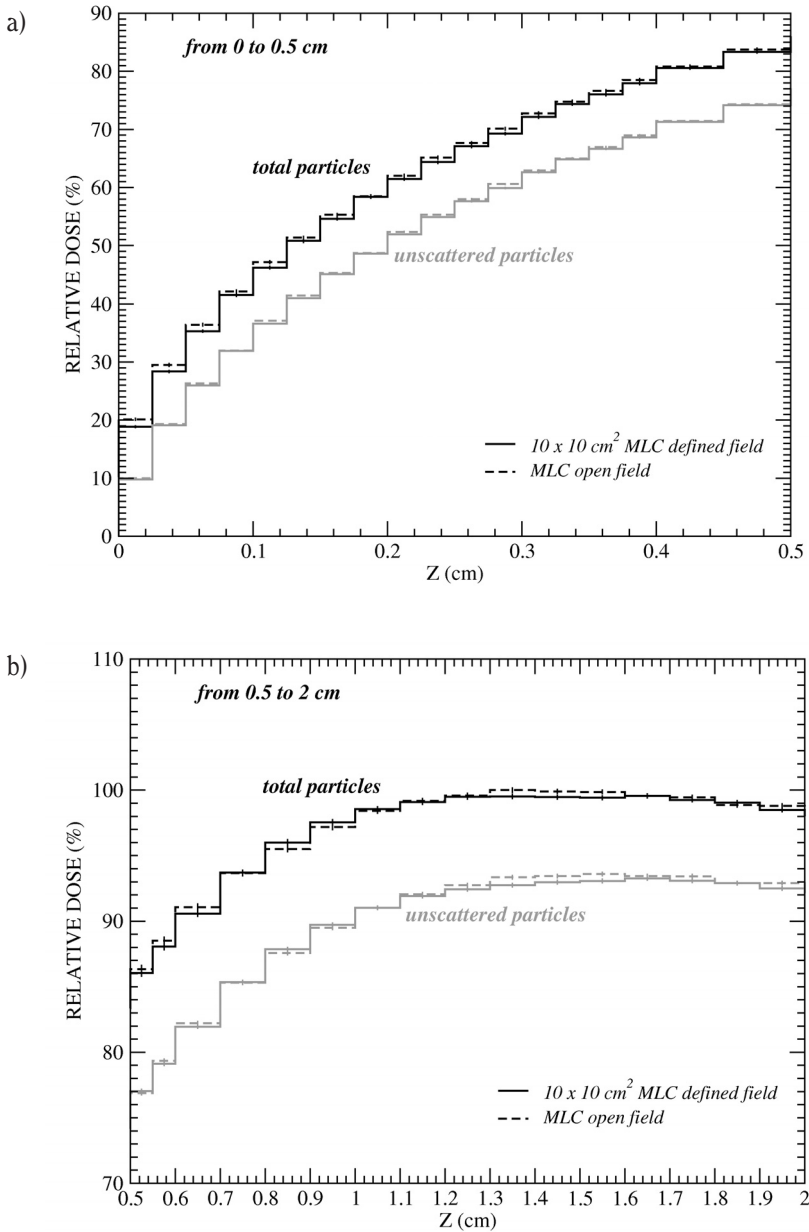 a)
from 0 to 0.5 cm
total particles
unscattered particles
10 x 10 cm² MLC defined field
MLC open field
RELATIVE DOSE (%)
90
80
70
60
50
40
30
20
10
0
0 0.1 0.2 0.3 0.4 0.5
Z (cm)
b)
from 0.5 to 2 cm
total particles
unscattered particles
10 x 10 cm² MLC defined field
MLC open field
RELATIVE DOSE (%)
110
100
90
80
70
0.5 0.6 0.7 0.8 0.9 1 1.1 1.2 1.3 1.4 1.5 1.6 1.7 1.8 1.9 2
Z (cm)